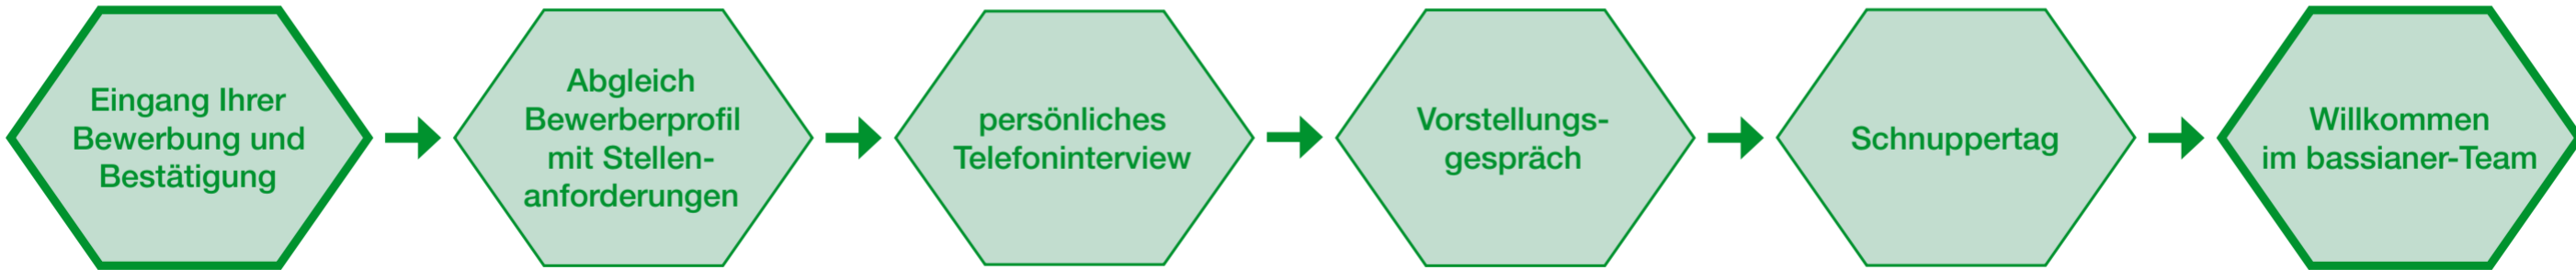 Eingang Ihrer
Bewerbung und
Bestätigung
Abgleich
Bewerberprofil
mit Stellen-
anforderungen
persönliches
Telefoninterview
Vorstellungs-
gespräch
Schnuppertag
Willkommen
im bassianer-Team